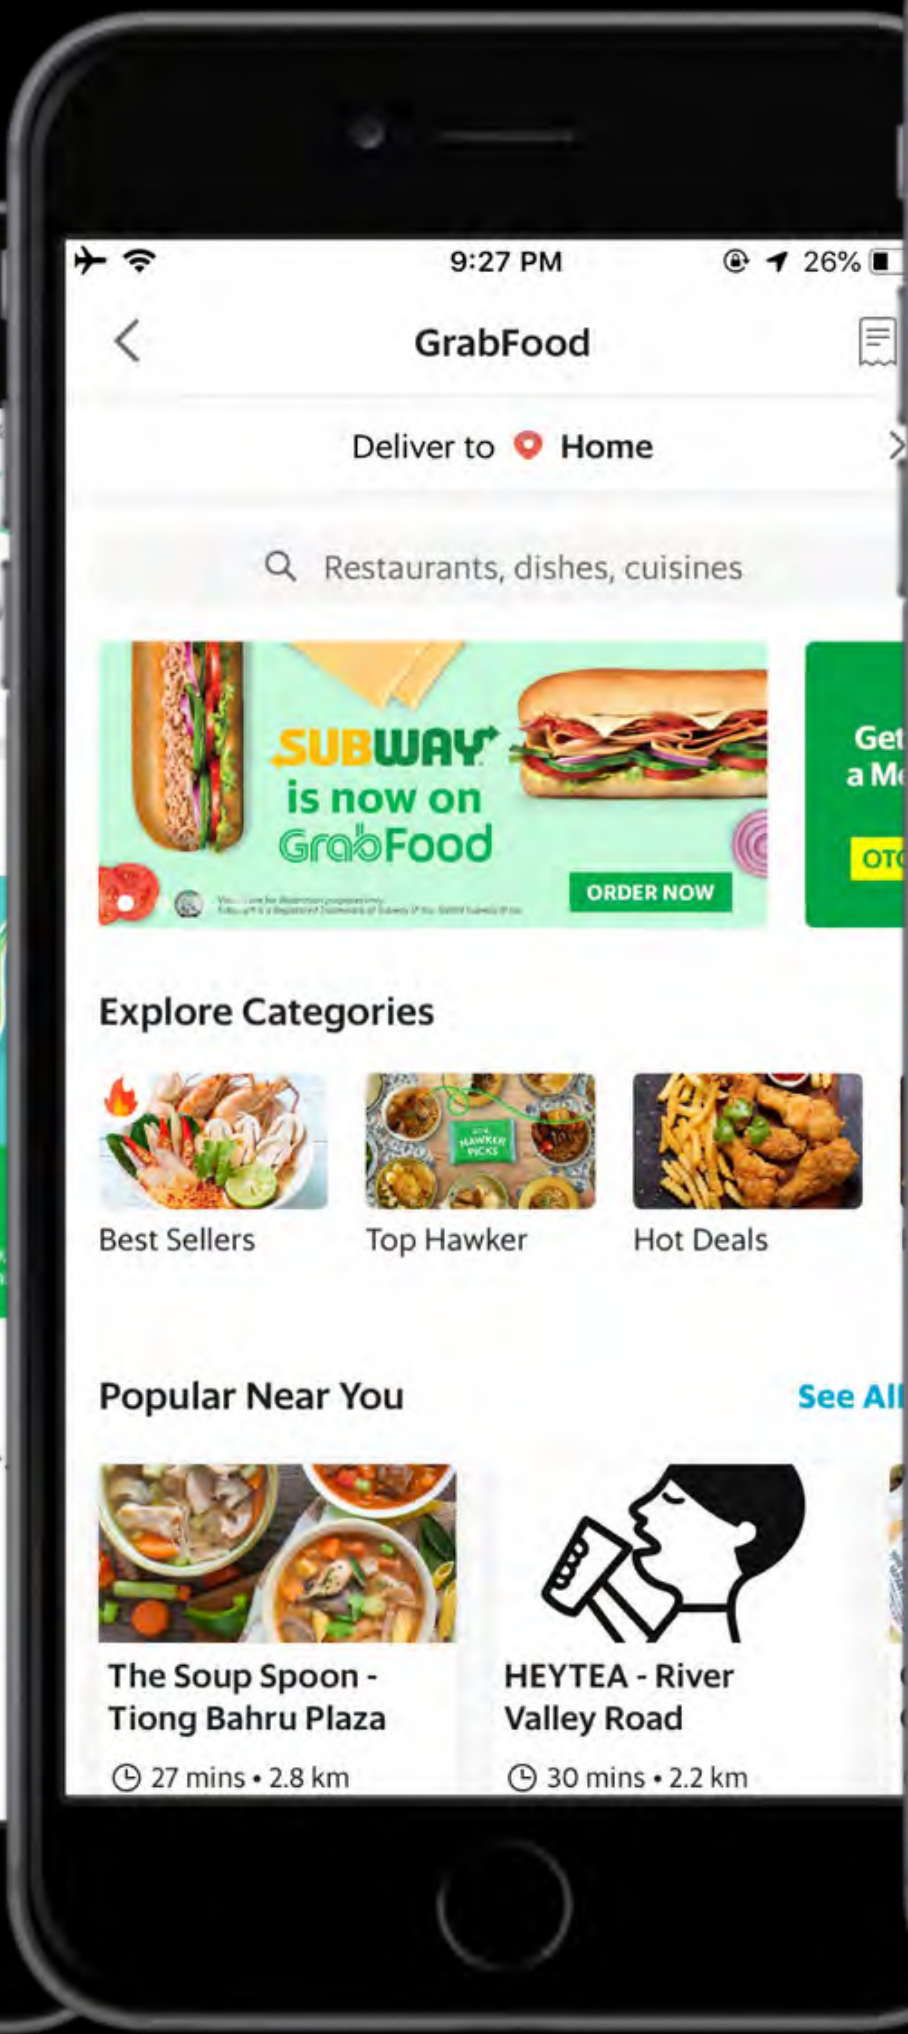 9:27 PM
26%
GrabFood
Deliver to Home
Restaurants, dishes, cuisines
SUBWAY
is now on
GrabFood
ORDER NOW
Get
a Me
OTO
Explore Categories
HAWKER
PICKS
Best Sellers
Top Hawker
Hot Deals
Popular Near You
See All
The Soup Spoon -
Tiong Bahru Plaza
27 mins • 2.8 km
HEYTEA - River
Valley Road
30 mins • 2.2 km